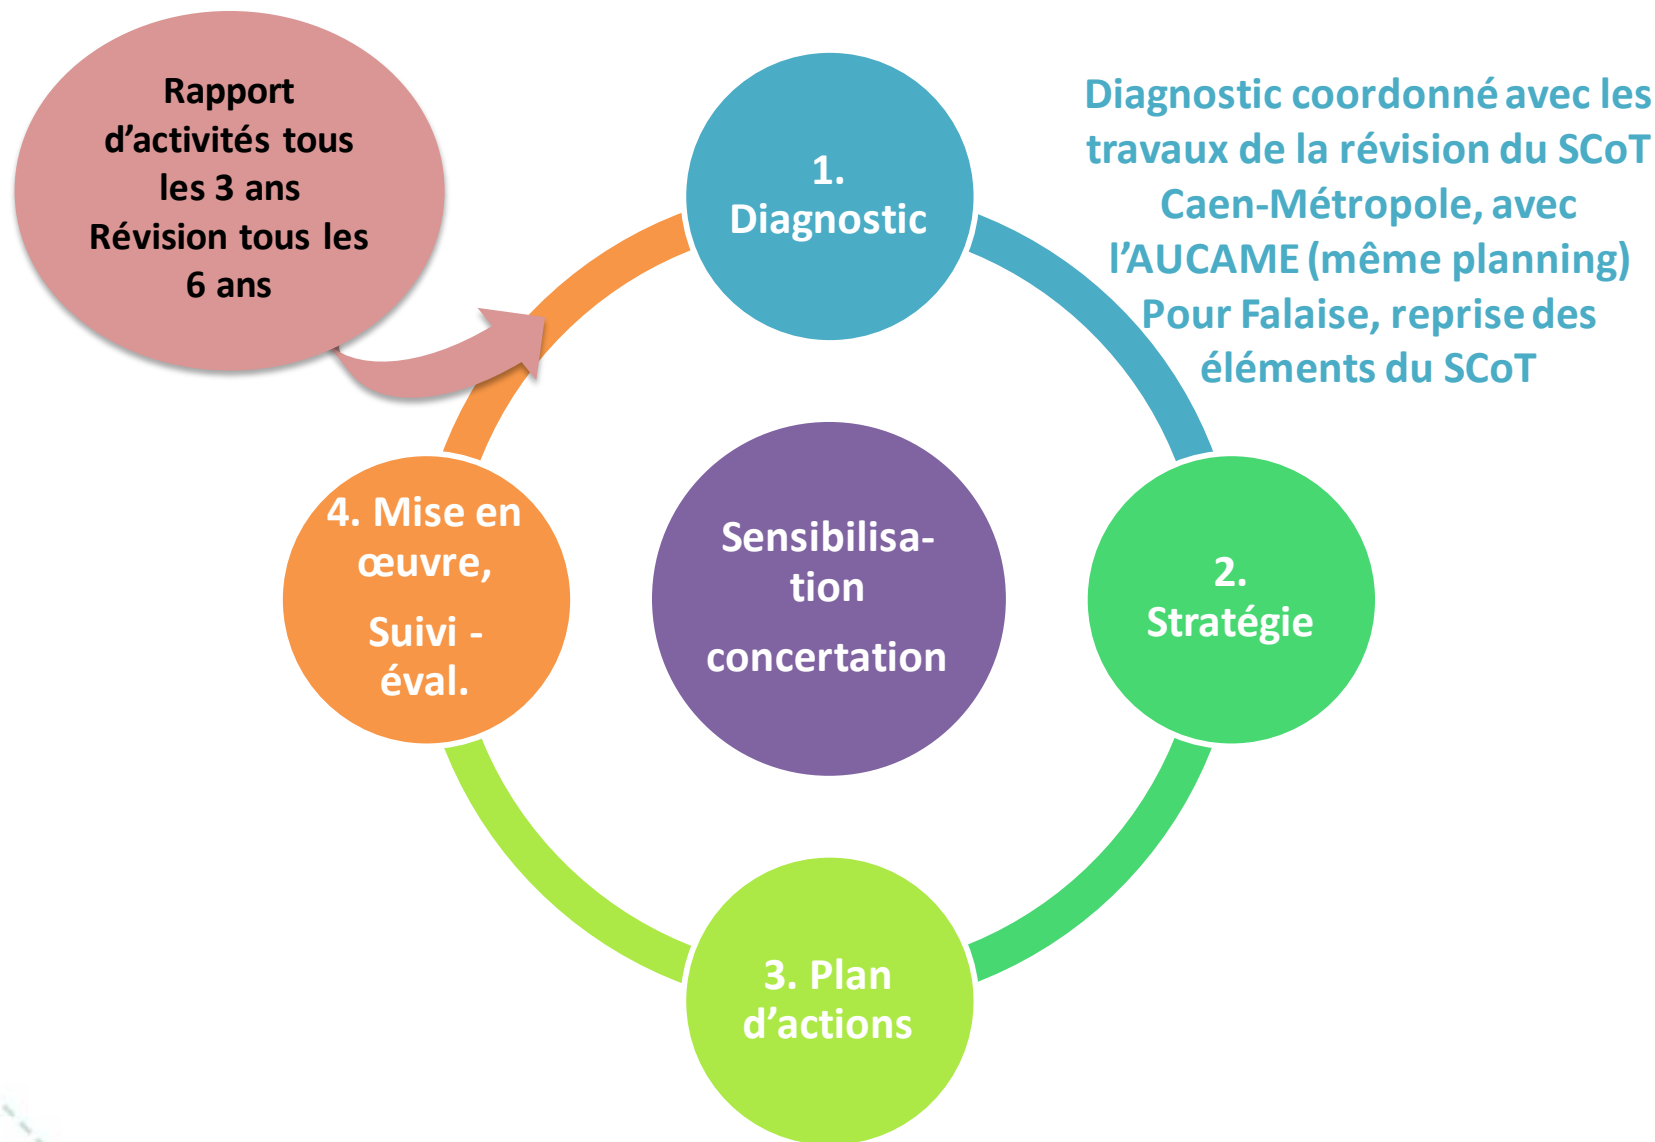 Rapport
d’activités tous
les 3 ans
Révision tous les
6 ans
1.
Diagnostic
Diagnostic coordonné avec les
travaux de la révision du SCoT
Caen-Métropole, avec
l’AUCAME (même planning)
Pour Falaise, reprise des
éléments du SCoT
2.
Stratégie
3. Plan
d’actions
4. Mise en
œuvre,
Suivi -
éval.
Sensibilisa-
tion
concertation